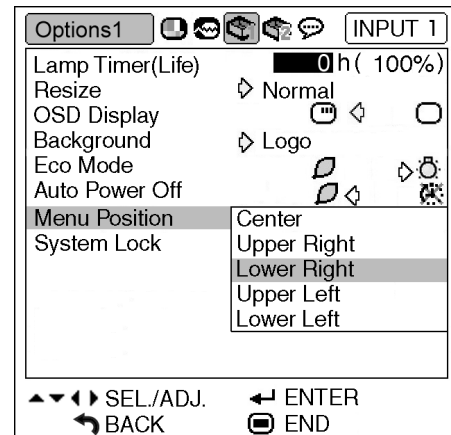 Options1 INPUT 1
Lamp Timer(Life) 0 h ( 100%)
Resize Normal
OSD Display
Background Logo
Eco Mode
Auto Power Off
Menu Position Center
System Lock Upper Right
Lower Right
Upper Left
Lower Left
SEL./ADJ. ENTER
BACK END